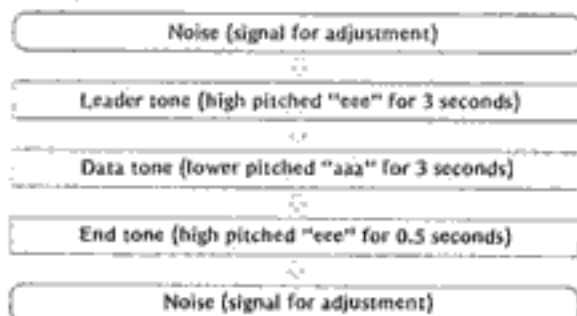 Noise (signal for adjustment)
Leader tone (high pitched "eee" for 3 seconds)
Data tone (lower pitched "aaa" for 3 seconds)
End tone (high pitched "eee" for 0.5 seconds)
Noise (signal for adjustment)